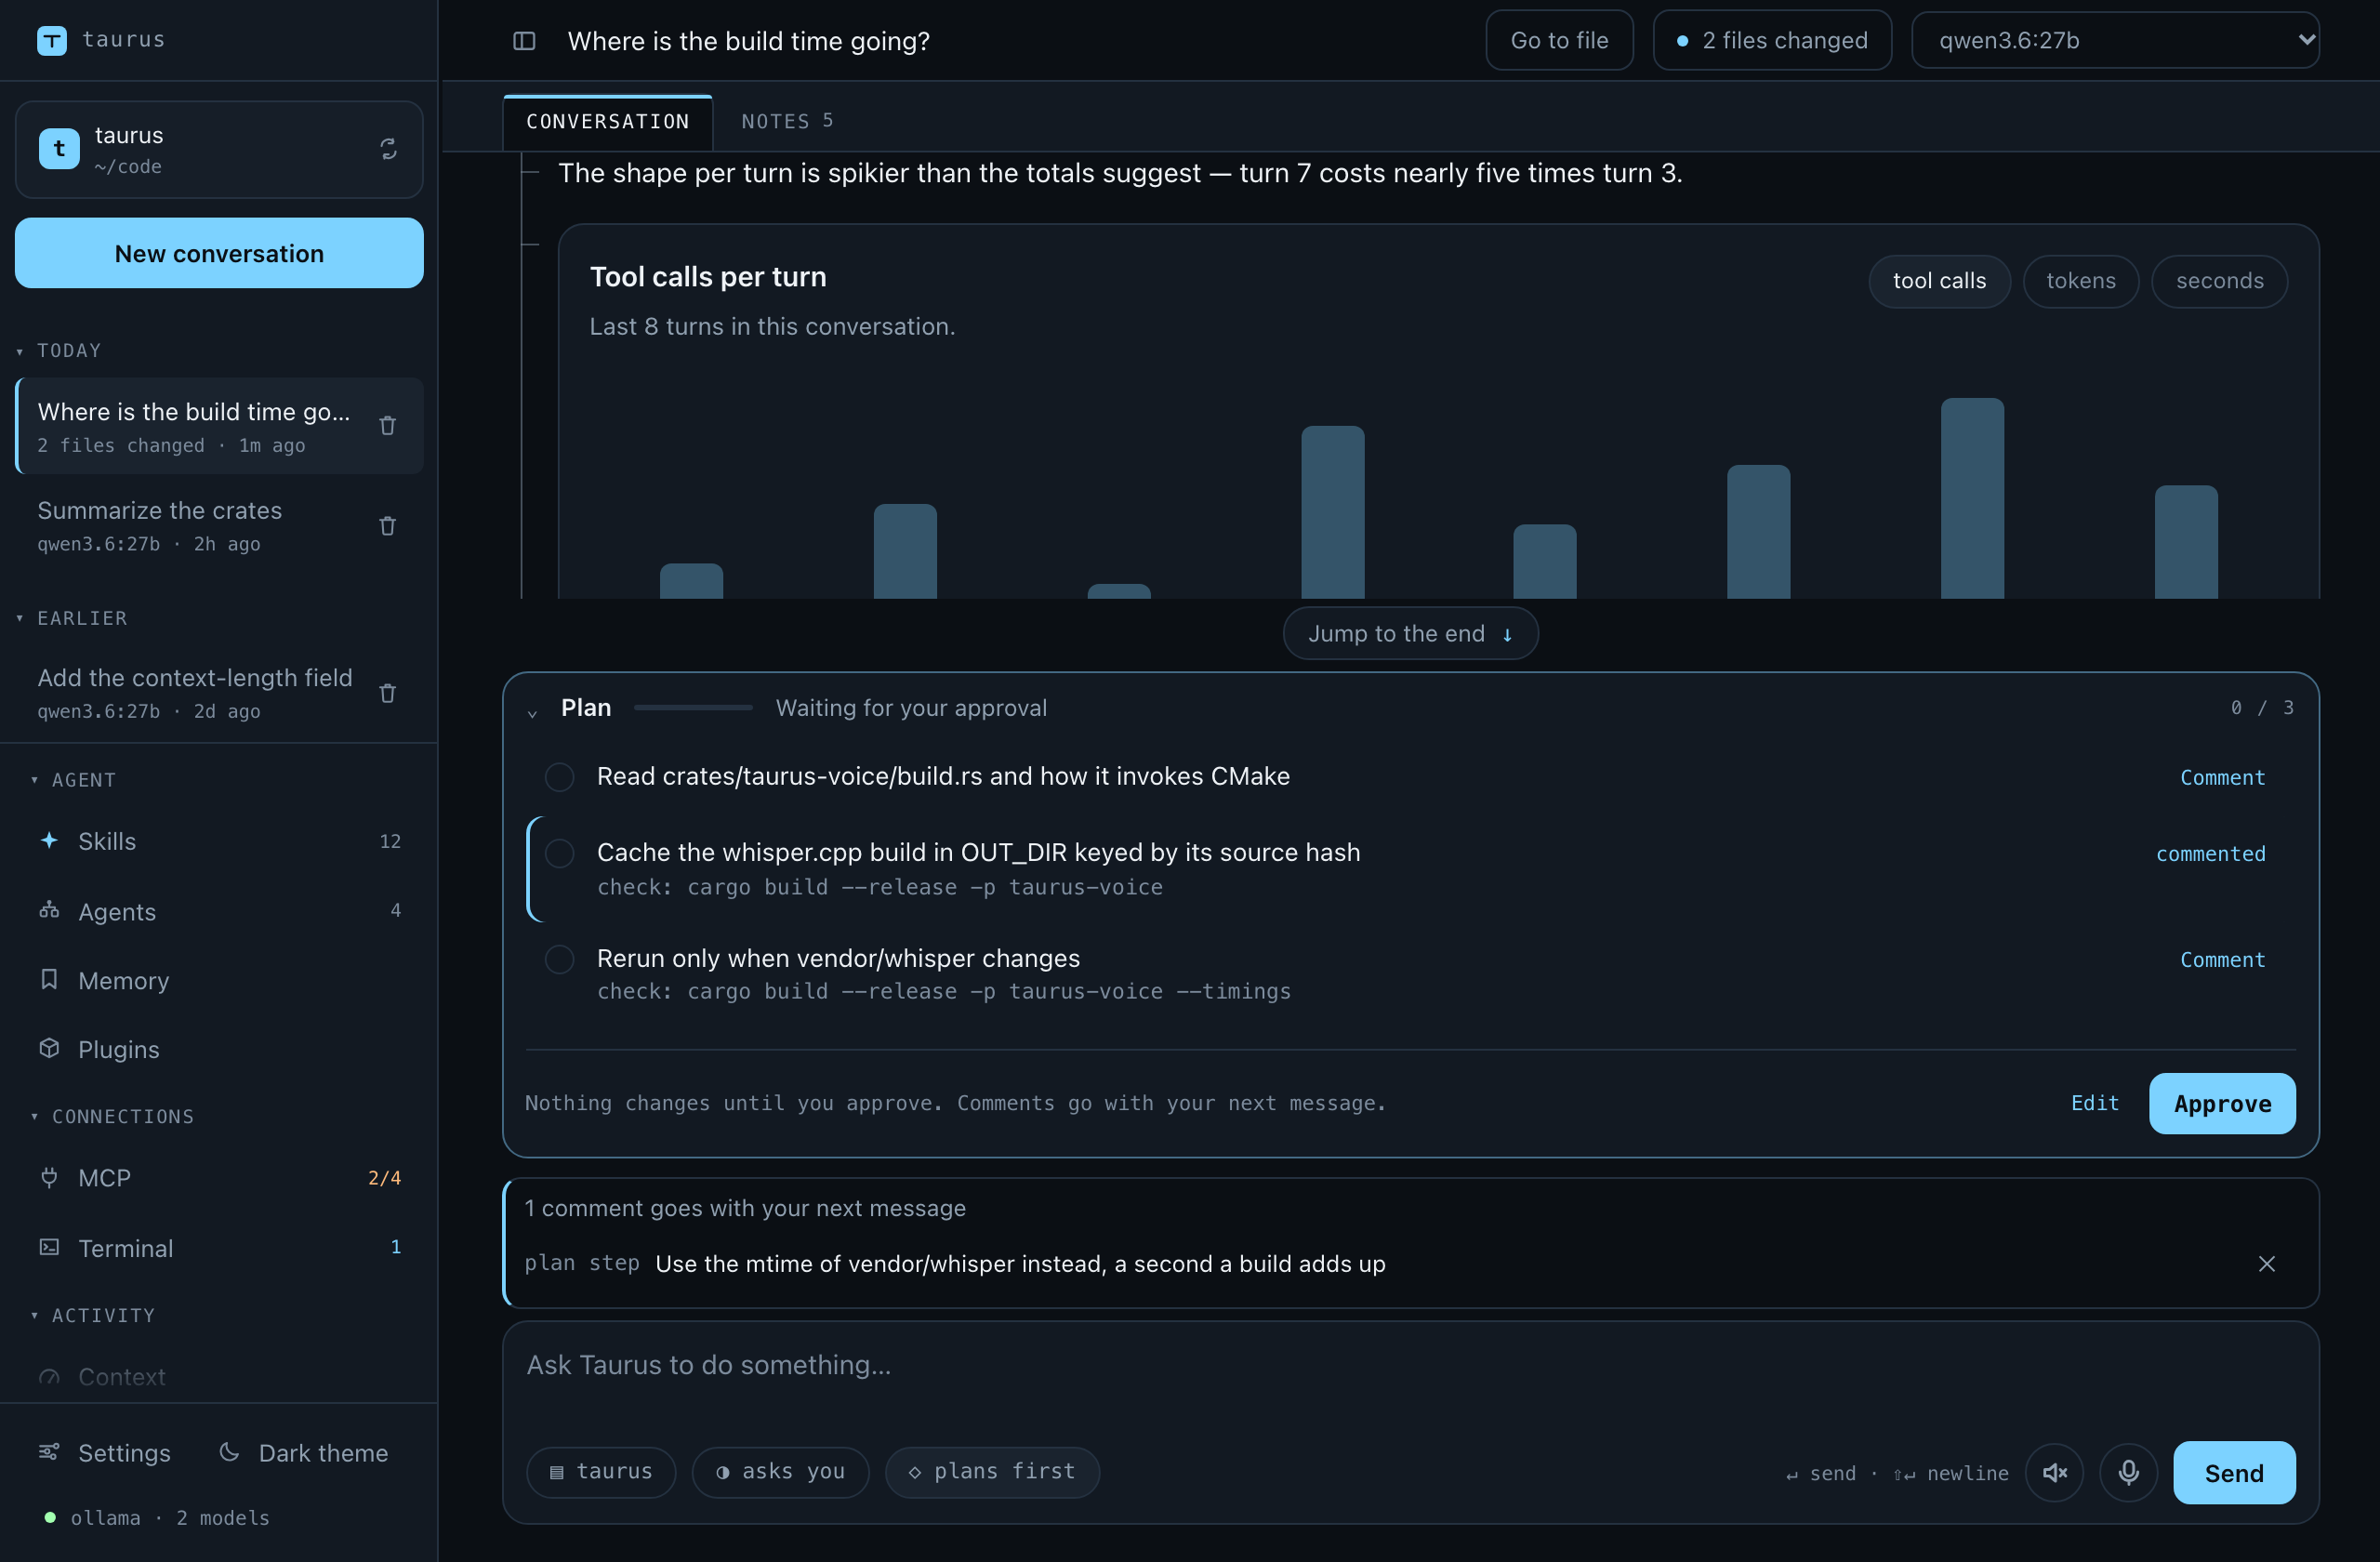 taurus
t
taurus
~/code
New conversation
TODAY
Where is the build time go...
2 files changed · 1m ago
Summarize the crates
qwen3.6:27b · 2h ago
EARLIER
Add the context-length field
qwen3.6:27b · 2d ago
AGENT
Skills 12
Agents 4
Memory
Plugins
CONNECTIONS
MCP 2/4
Terminal 1
ACTIVITY
Context
Settings Dark theme
ollama · 2 models
Where is the build time going?
Go to file
2 files changed
qwen3.6:27b
CONVERSATION NOTES 5
The shape per turn is spikier than the totals suggest — turn 7 costs nearly five times turn 3.
Tool calls per turn
tool calls tokens seconds
Last 8 turns in this conversation.
Jump to the end ↓
Plan Waiting for your approval 0 / 3
Read crates/taurus-voice/build.rs and how it invokes CMake Comment
Cache the whisper.cpp build in OUT_DIR keyed by its source hash commented
check: cargo build --release -p taurus-voice
Rerun only when vendor/whisper changes Comment
check: cargo build --release -p taurus-voice --timings
Nothing changes until you approve. Comments go with your next message. Edit Approve
1 comment goes with your next message
plan step Use the mtime of vendor/whisper instead, a second a build adds up
Ask Taurus to do something...
taurus asks you plans first ↵ send · ⇧↵ newline Send